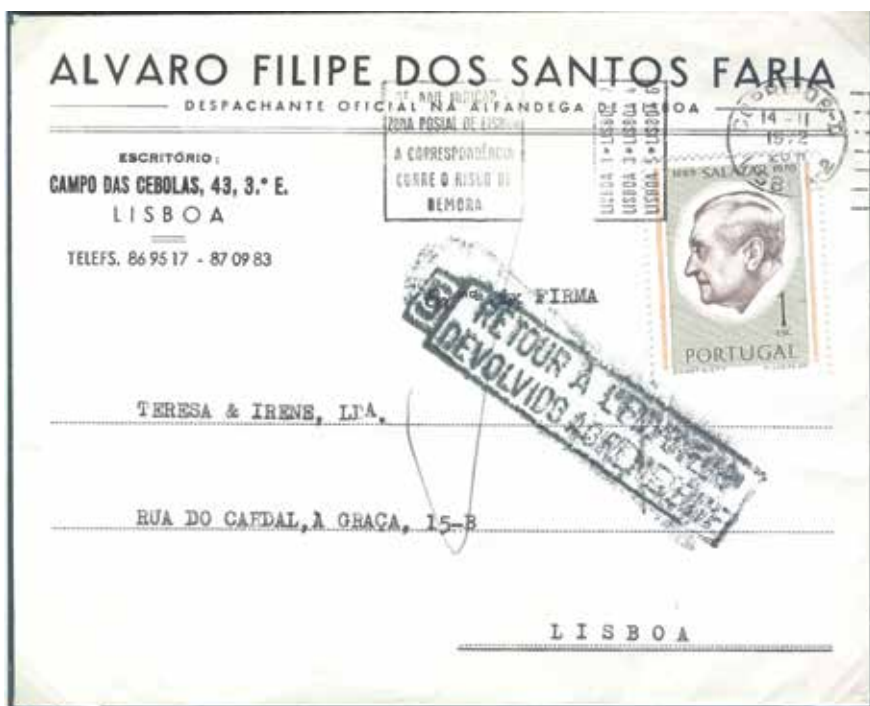 ALVARO FILIPE DOS SANTOS FARIA
DESPACHANTE OFICIAL NA ALFANDEGA DE LISBOA
ESCRITÓRIO:
CAMPO DAS CEBOLAS, 43, 3.º E.
LISBOA
TELEFS. 86 95 17 - 87 09 83
ZONA POSTAL DE LISBOA
A CORRESPONDÊNCIA
CORRE O RISCO DE
DEMORA
LISBOA 1 • LISBOA 2
LISBOA 3 • LISBOA 4
LISBOA 5 • LISBOA 6
14 - II
1972
SALAZAR
1
PORTUGAL
FIRMA
RETOUR À L'ENVOYEUR
DEVOLVIDO AO REMETENTE
TERESA & IRENE, LDA.
RUA DO CARDAL, À GRAÇA, 15-B
LISBOA